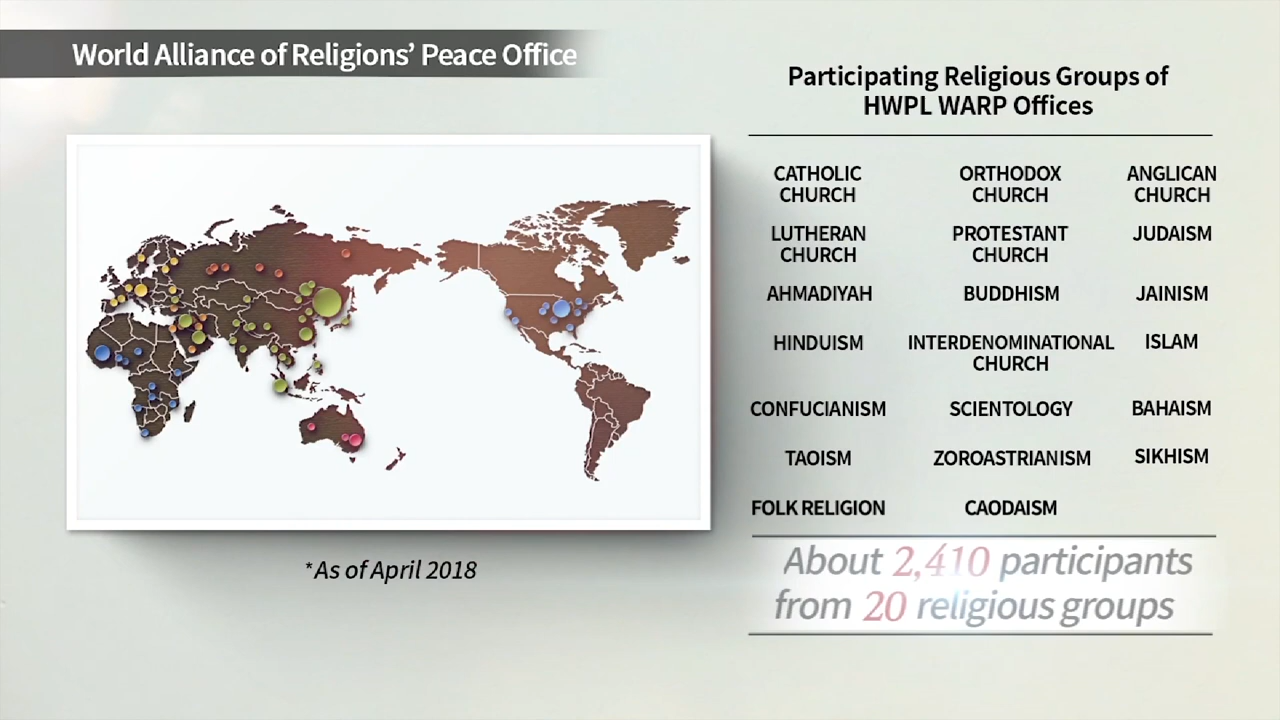 World Alliance of Religions’ Peace Office
Participating Religious Groups of
HWPL WARP Offices
CATHOLIC
CHURCH
ORTHODOX
CHURCH
ANGLICAN
CHURCH
LUTHERAN
CHURCH
PROTESTANT
CHURCH
JUDAISM
AHMADIYAH
BUDDHISM
JAINISM
HINDUISM
INTERDENOMINATIONAL
CHURCH
ISLAM
CONFUCIANISM
SCIENTOLOGY
BAHAISM
TAOISM
ZOROASTRIANISM
SIKHISM
FOLK RELIGION
CAODAISM
About 2,410 participants
from 20 religious groups
*As of April 2018